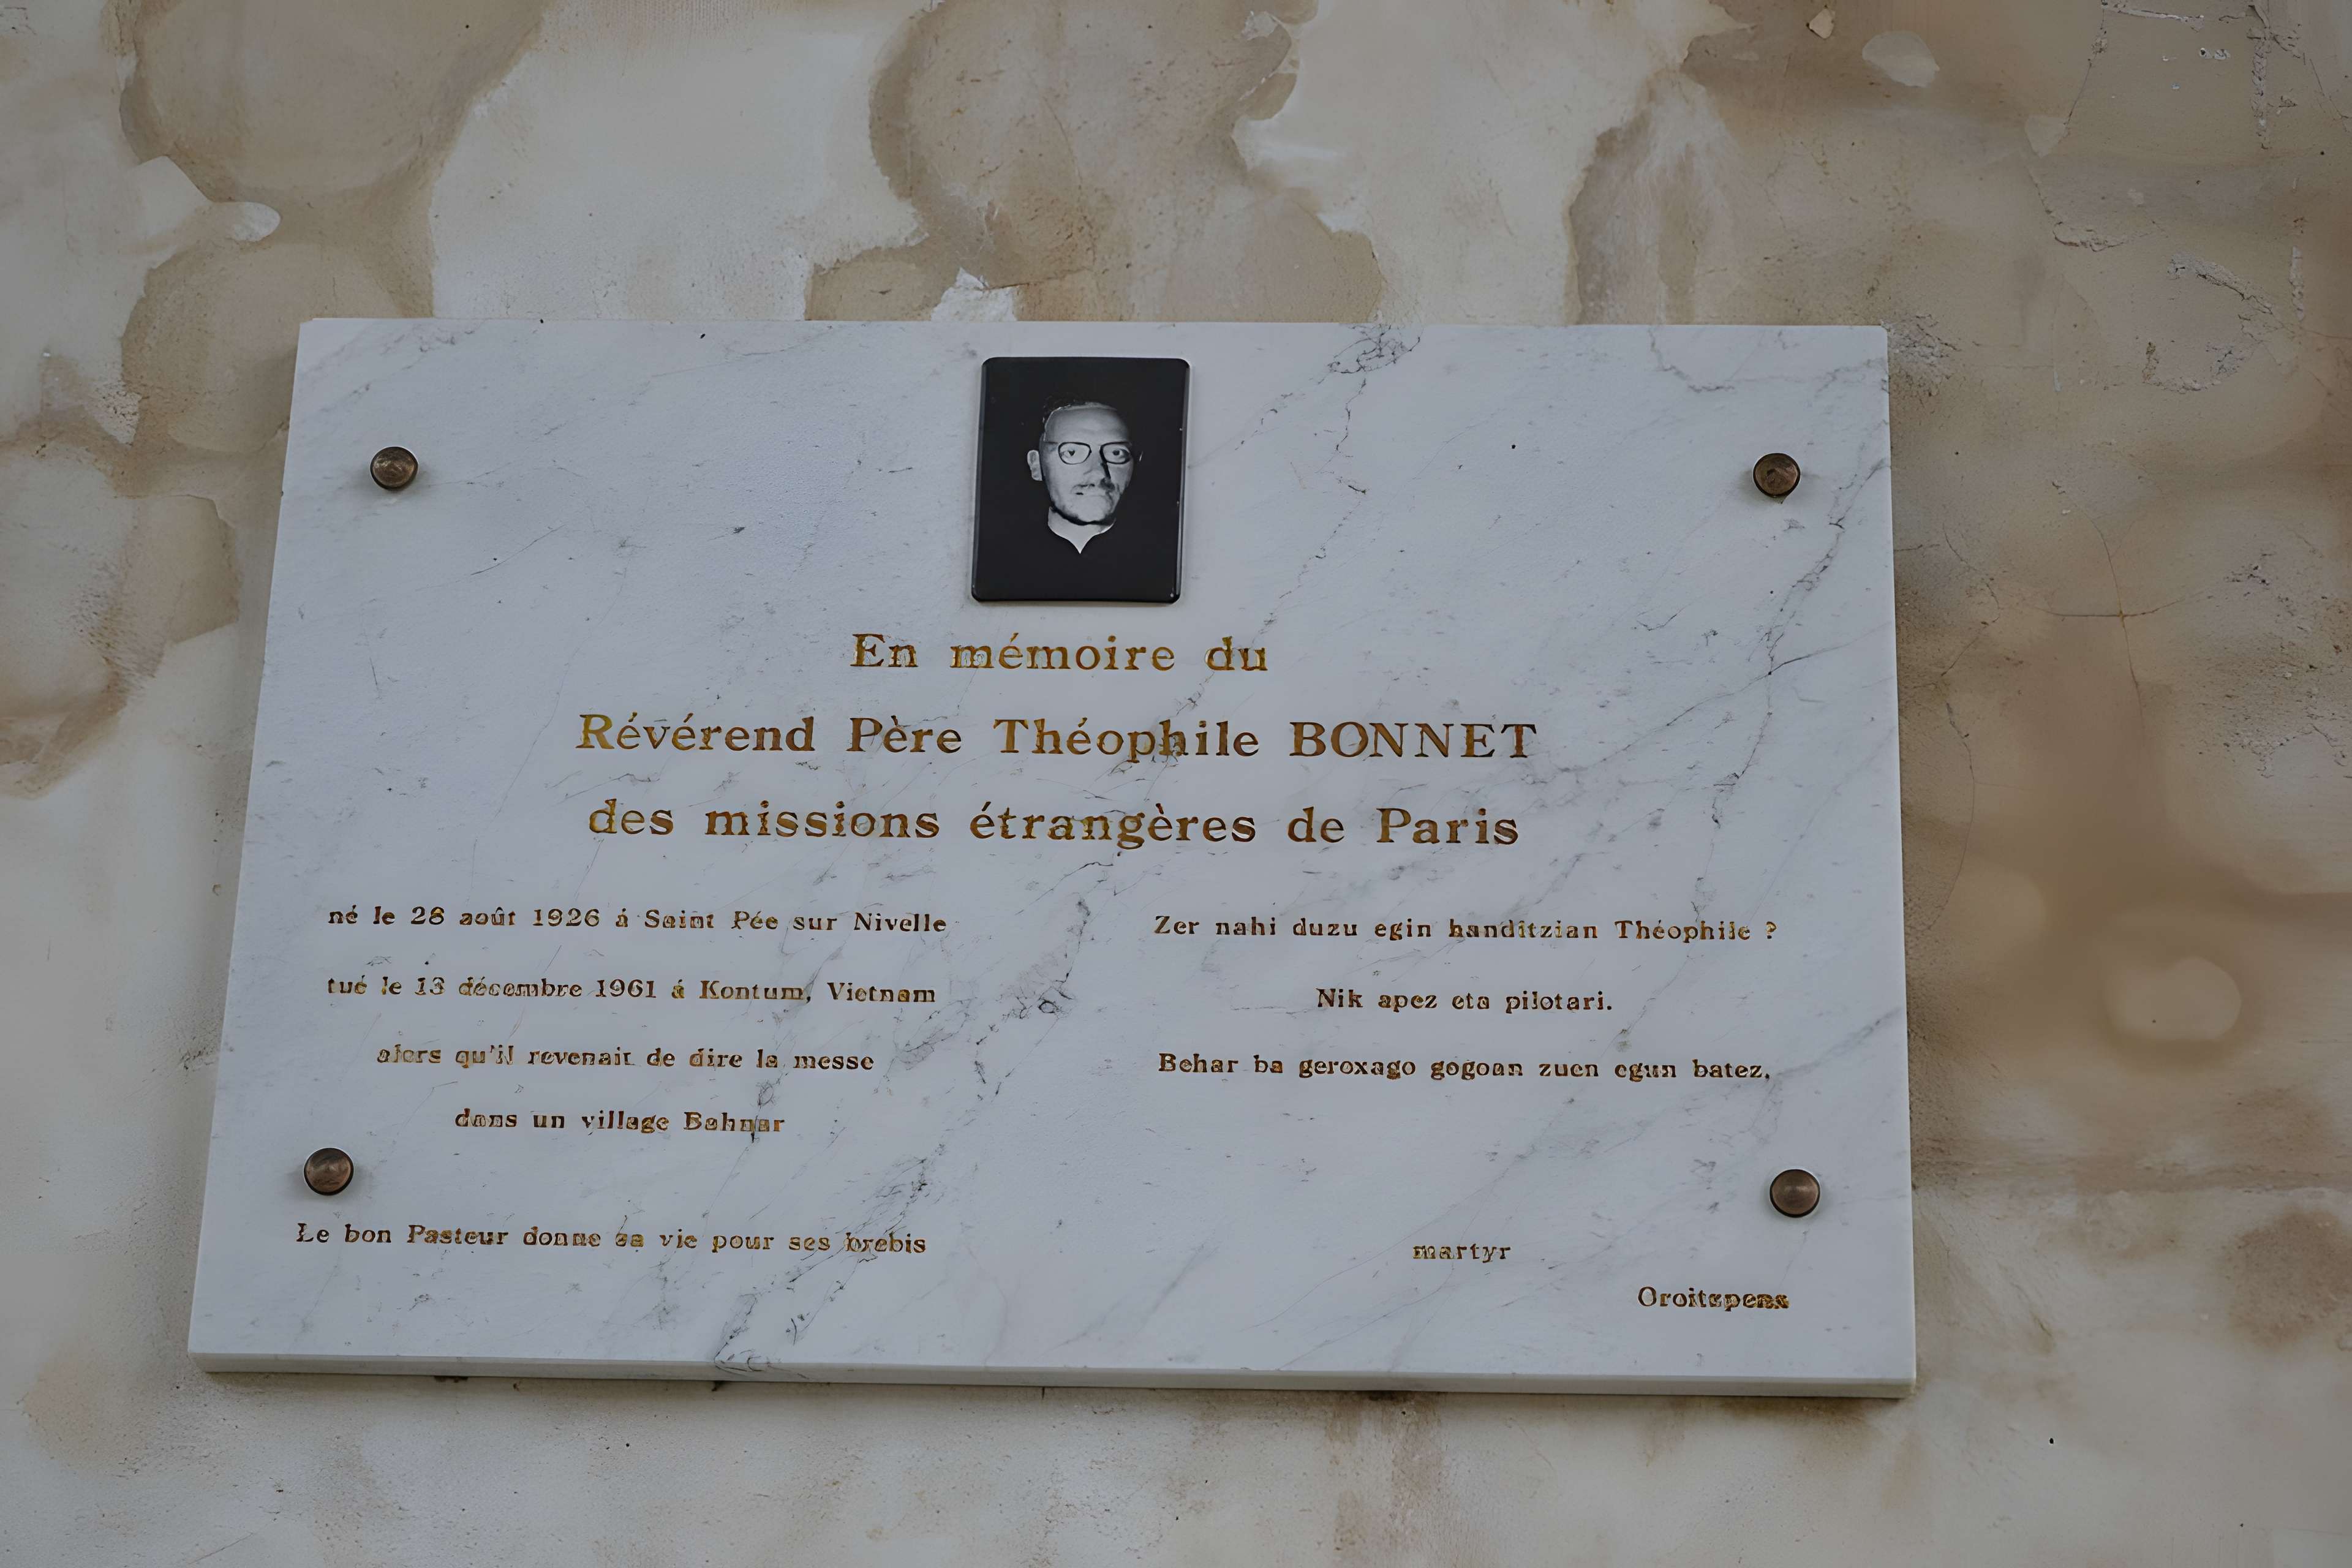 En mémoire du
Révérend Père Théophile BONNET
des missions étrangères de Paris
né le 28 août 1926 á Saint Pée sur Nivelle
tué le 13 décembre 1961 á Kontum, Vietnam
alors qu'il revenait de dire la messe
dans un village Bahnar
Le bon Pasteur donne sa vie pour ses brebis
Zer nahi duzu egin handitzian Théophile ?
Nik apez eta pilotari.
Behar ba geroxago gogoan zuen egun batez.
martyr